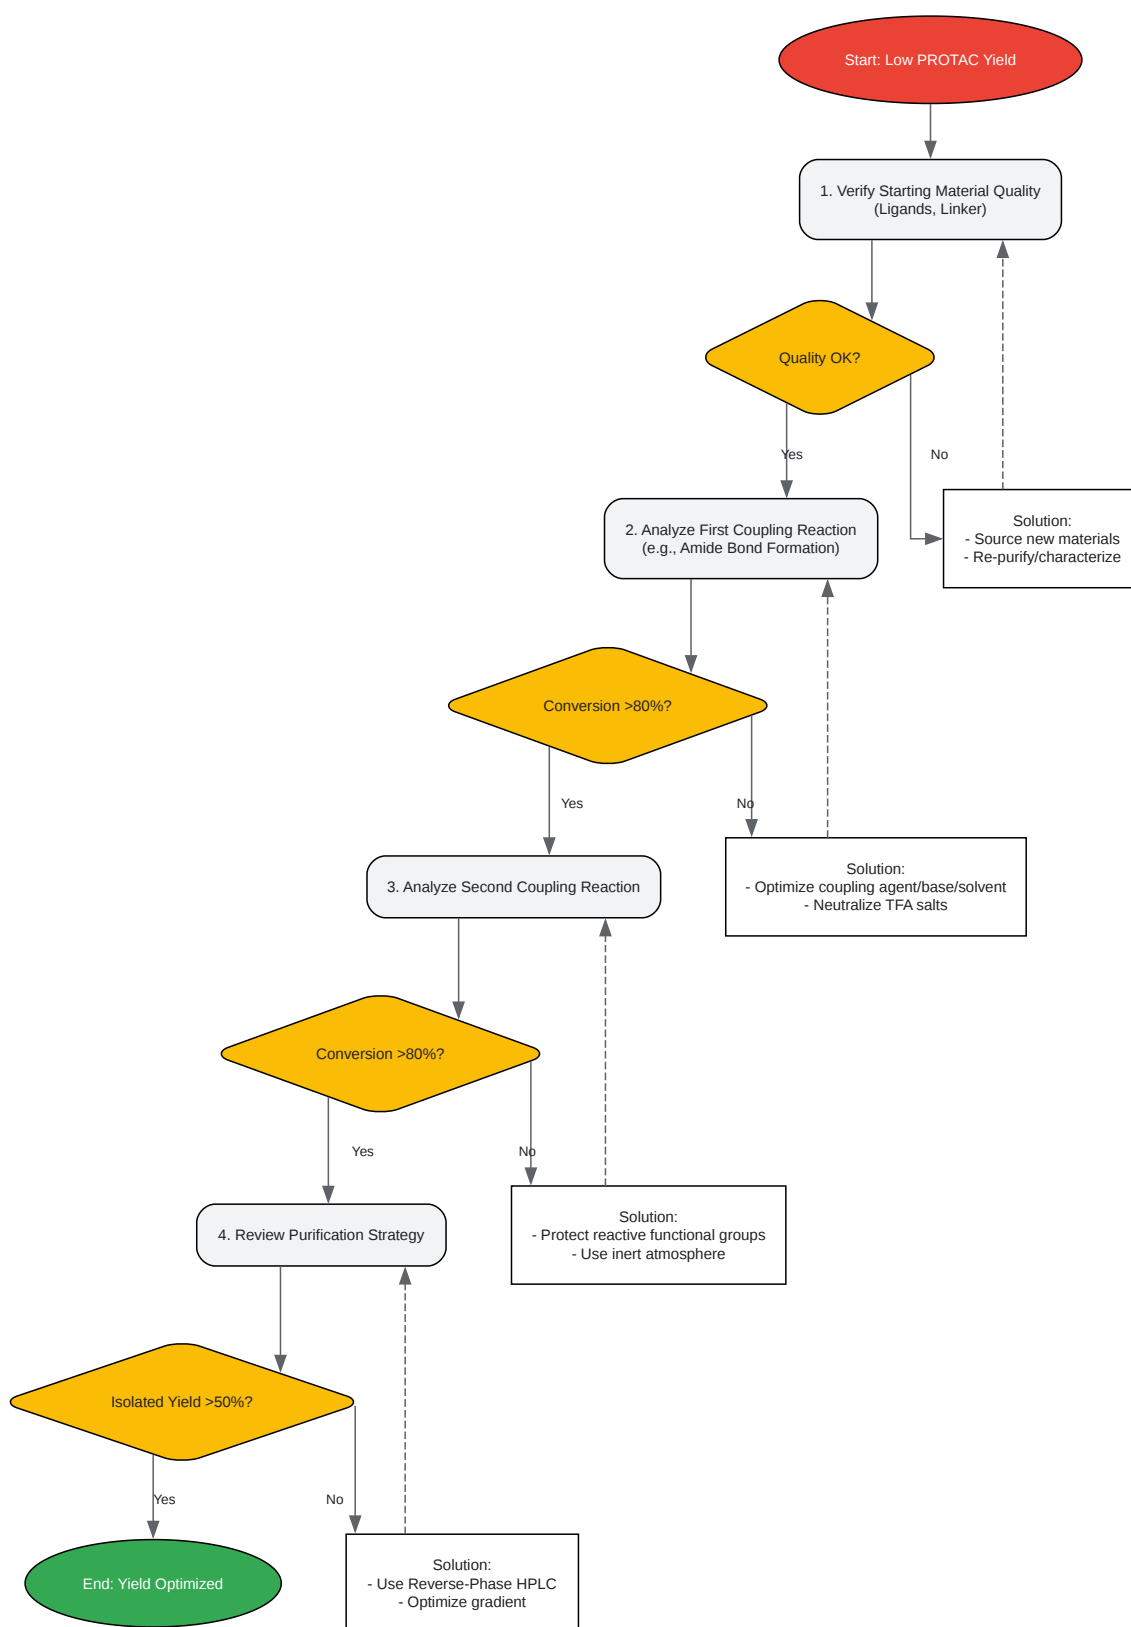 Start: Low PROTAC Yield
1. Verify Starting Material Quality
(Ligands, Linker)
Quality OK?
Yes
No
Solution:
- Source new materials
- Re-purify/characterize
2. Analyze First Coupling Reaction
(e.g., Amide Bond Formation)
Conversion >80%?
Yes
No
Solution:
- Optimize coupling agent/base/solvent
- Neutralize TFA salts
3. Analyze Second Coupling Reaction
Conversion >80%?
Yes
No
Solution:
- Protect reactive functional groups
- Use inert atmosphere
4. Review Purification Strategy
Isolated Yield >50%?
Yes
No
Solution:
- Use Reverse-Phase HPLC
- Optimize gradient
End: Yield Optimized